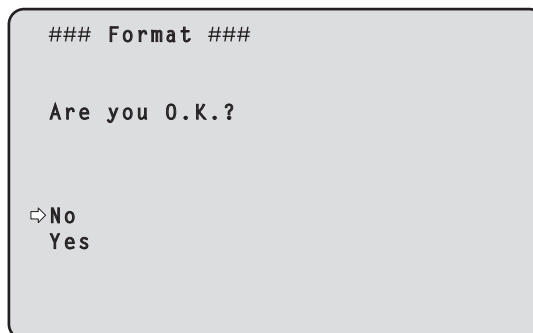 ### Format ###
Are you O.K.?
⇨No
Yes